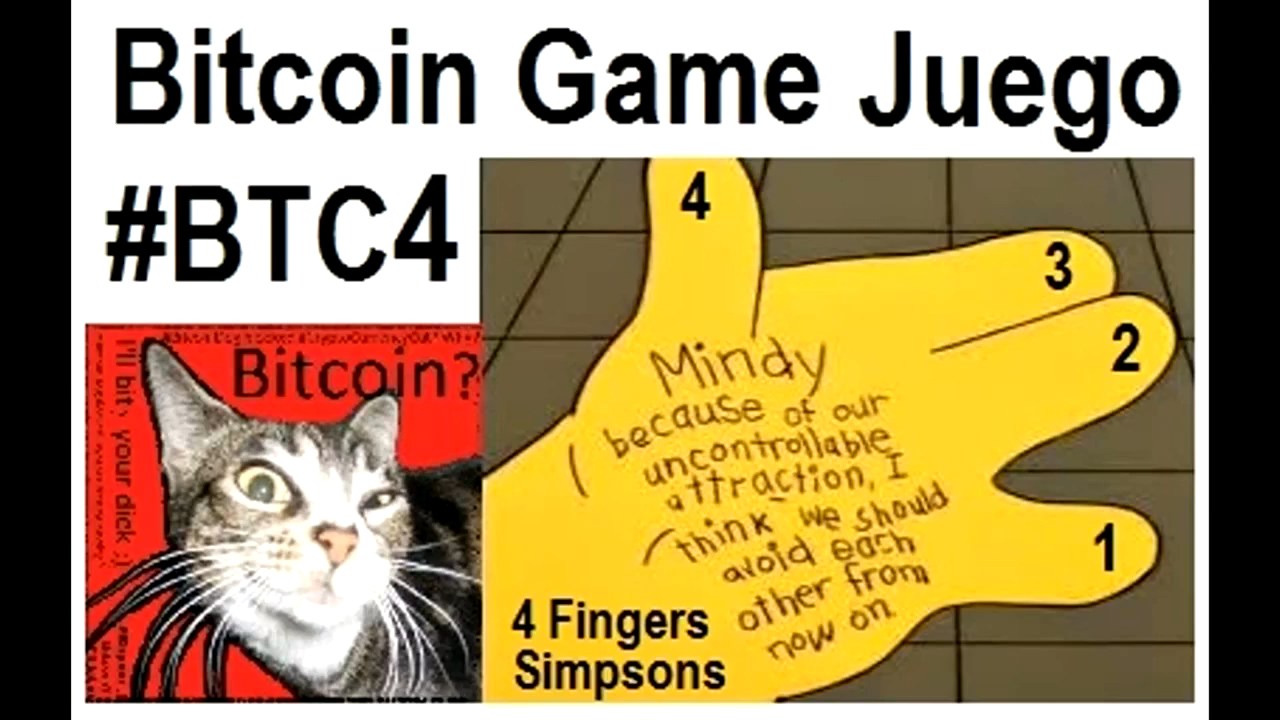 Bitcoin Game Juego
#BTC4
Bitcoin?
I'll bit, your dick :)
4
3
2
1
Mindy
because of our
uncontrollable
attraction, I
think we should
avoid each
other from
now on
4 Fingers
Simpsons